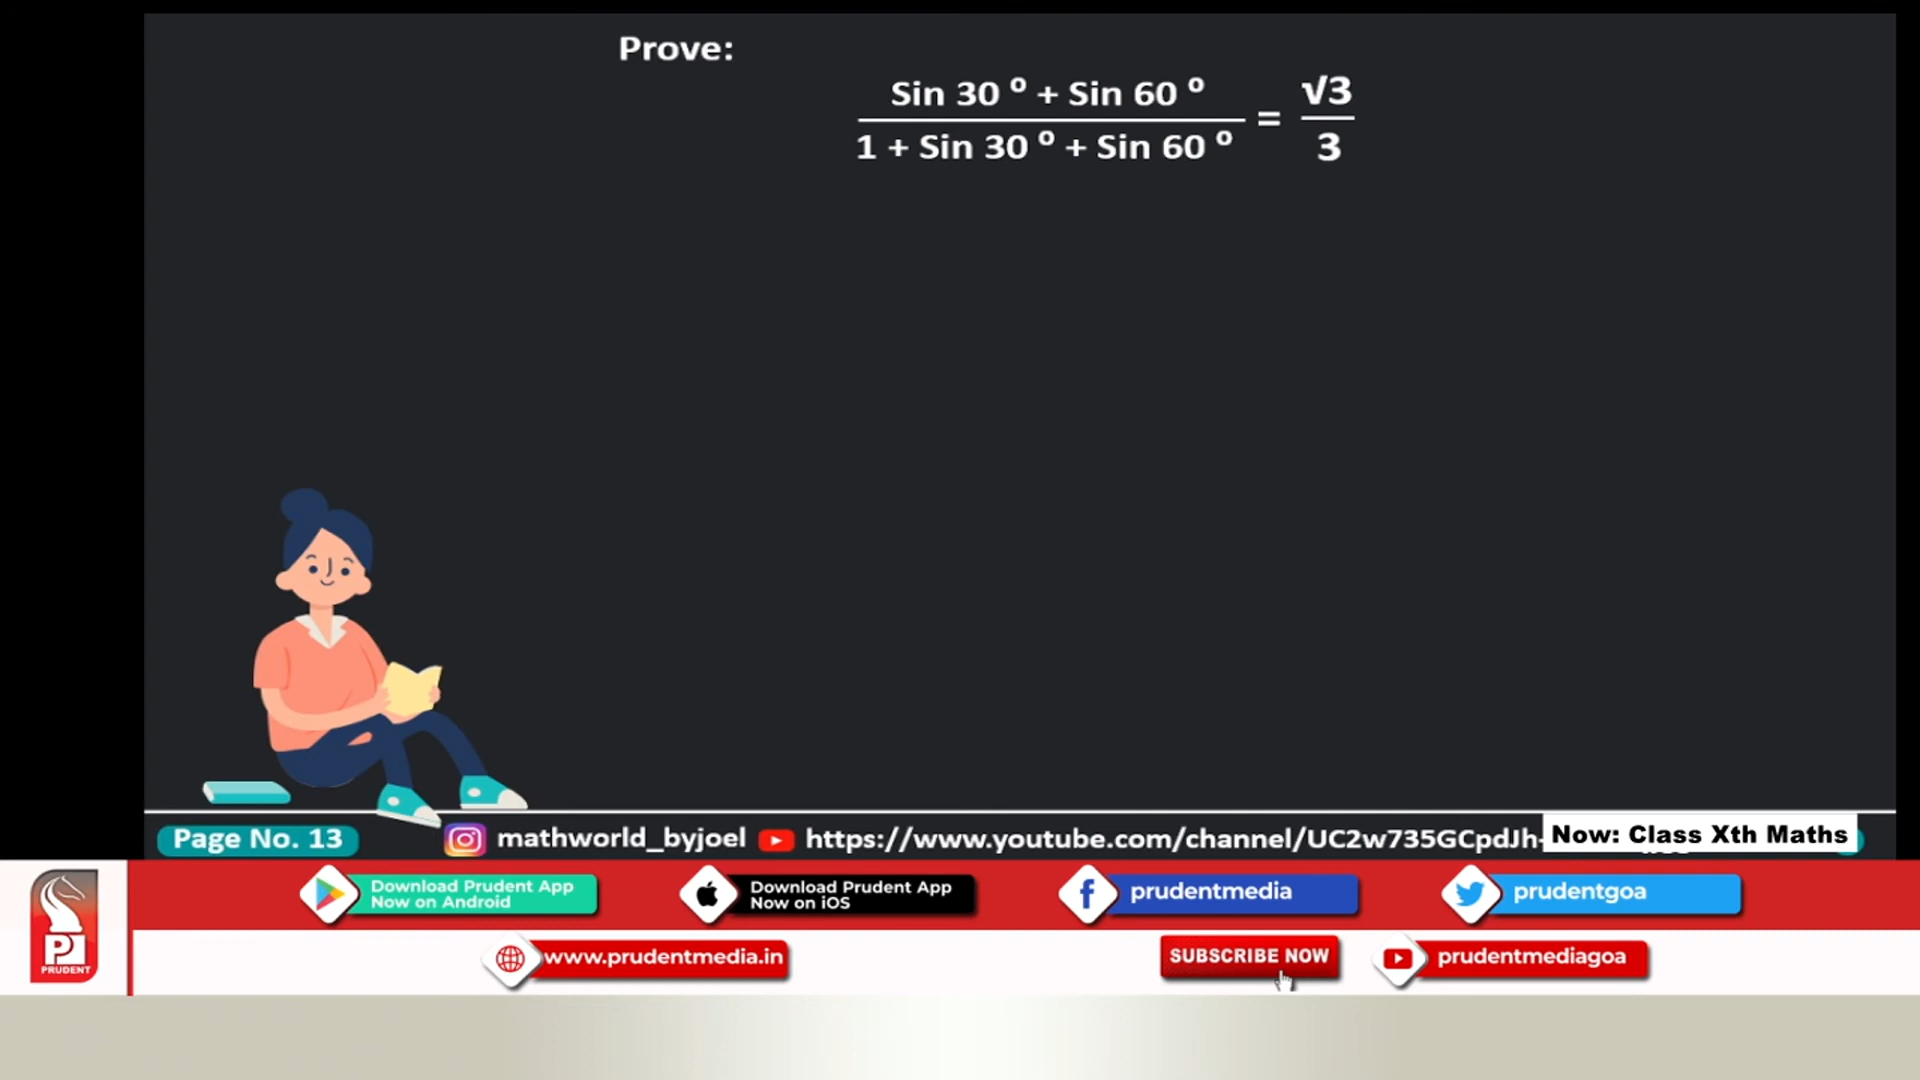 Prove:
Sin 30 º + Sin 60 º
1 + Sin 30 º + Sin 60 º
=
√3
3
Page No. 13
mathworld_byjoel
https://www.youtube.com/channel/UC2w735GCpdJh-
Now: Class Xth Maths
Download Prudent App
Now on Android
Download Prudent App
Now on iOS
prudentmedia
prudentgoa
PRUDENT
www.prudentmedia.in
SUBSCRIBE NOW
prudentmediagoa